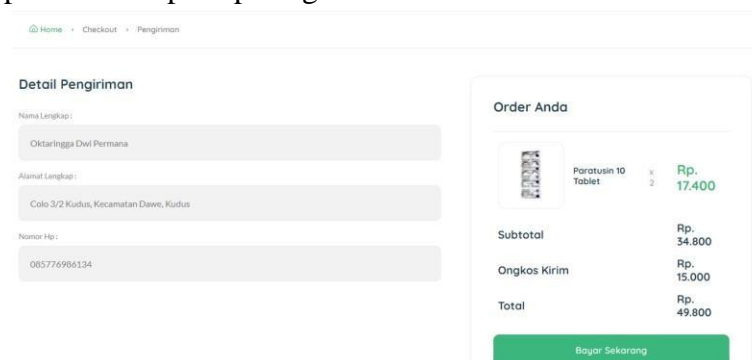 Home • Checkout • Pengiriman
Detail Pengiriman
Nama Lengkap :
Oktaringga Dwi Permana
Alamat Lengkap :
Colo 3/2 Kudus, Kecamatan Dawe, Kudus
Nomor Hp :
085776986134
Order Anda
Paratusin 10
Tablet
x
2
Rp.
17.400
Subtotal
Rp.
34.800
Ongkos Kirim
Rp.
15.000
Total
Rp.
49.800
Bayar Sekarang